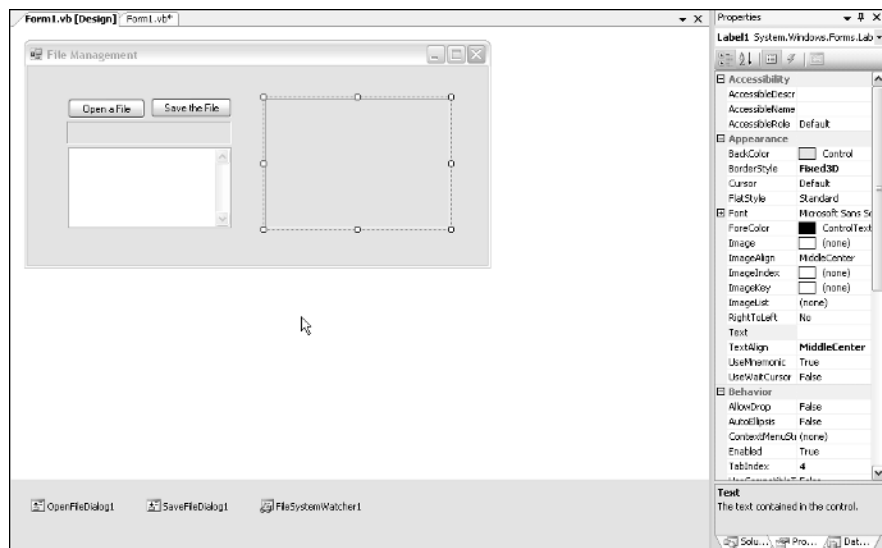 Form1.vb [Design] Form1.vb*
File Management
Open a File Save the File
OpenFileDialog1 SaveFileDialog1 FileSystemWatcher1
Properties
Label1 System.Windows.Forms.Lab
Accessibility
AccessibleDescr
AccessibleName
AccessibleRole Default
Appearance
BackColor Control
BorderStyle Fixed3D
Cursor Default
FlatStyle Standard
Font Microsoft Sans Se
ForeColor ControlText
Image (none)
ImageAlign MiddleCenter
ImageIndex (none)
ImageKey (none)
ImageList (none)
RightToLeft No
Text
TextAlign MiddleCenter
UseMnemonic True
UseWaitCursor False
Behavior
AllowDrop False
AutoEllipsis False
ContextMenuSt (none)
Enabled True
TabIndex 4
Text
The text contained in the control.
Solu... Pro... Dat...